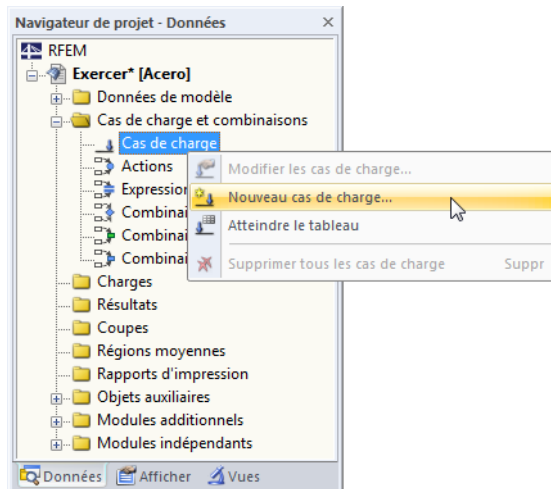 Navigateur de projet - Données
RFEM
Exercer* [Acero]
Données de modèle
Cas de charge et combinaisons
Cas de charge
Actions
Expression
Combinai
Combinai
Combinai
Modifier les cas de charge...
Nouveau cas de charge...
Atteindre le tableau
Supprimer tous les cas de charge Suppr
Charges
Résultats
Coupes
Régions moyennes
Rapports d'impression
Objets auxiliaires
Modules additionnels
Modules indépendants
Données Afficher Vues